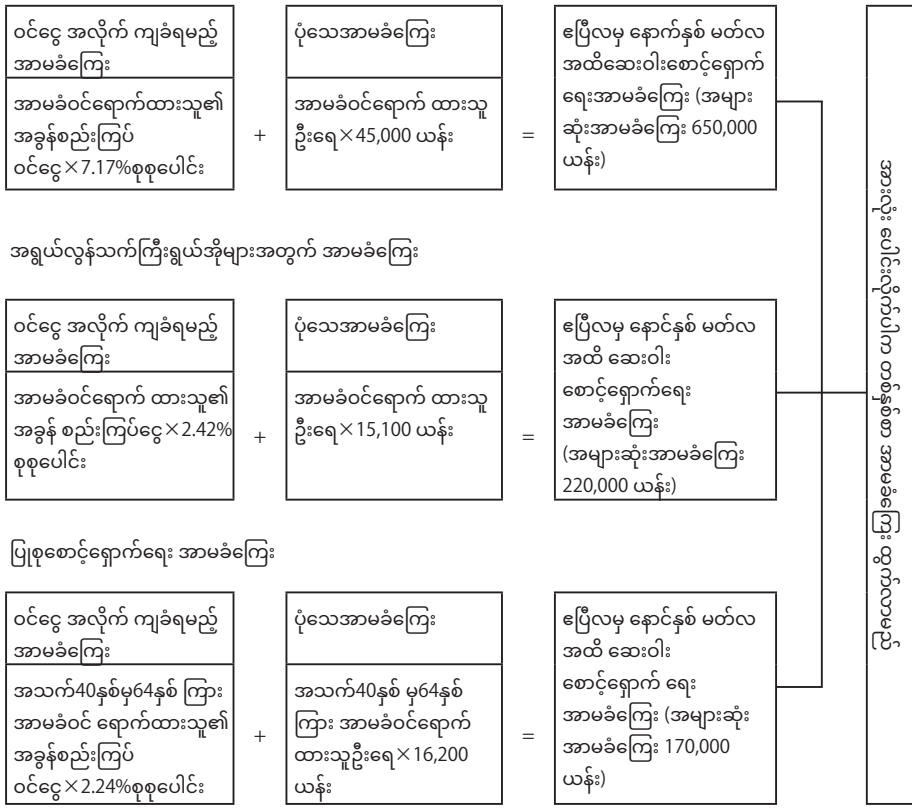 ဝင်ငွေ အလိုက် ကျခံရမည့်
အာမခံကြေး
ပုံသေအာမခံကြေး
ဧပြီလမှ နောက်နှစ် မတ်လ
အထိဆေးဝါးစောင့်ရှောက်
ရေးအာမခံကြေး (အများ
ဆုံးအာမခံကြေး 650,000
ယန်း)
အာမခံဝင်ရောက်ထားသူ၏
အခွန်စည်းကြပ်
ဝင်ငွေ×7.17%စုစုပေါင်း
+
အာမခံဝင်ရောက် ထားသူ
ဦးရေ×45,000 ယန်း
=
အရွယ်လွန်သက်ကြီးရွယ်အိုများအတွက် အာမခံကြေး
ဝင်ငွေ အလိုက် ကျခံရမည့်
အာမခံကြေး
ပုံသေအာမခံကြေး
ဧပြီလမှ နောင်နှစ် မတ်လ
အထိ ဆေးဝါး
စောင့်ရှောက်ရေး
အာမခံကြေး
(အများဆုံးအာမခံကြေး
220,000 ယန်း)
အာမခံဝင်ရောက် ထားသူ၏
အခွန် စည်းကြပ်ငွေ×2.42%
စုစုပေါင်း
+
အာမခံဝင်ရောက် ထားသူ
ဦးရေ×15,100 ယန်း
=
ပြုစုစောင့်ရှောက်ရေး အာမခံကြေး
ဝင်ငွေ အလိုက် ကျခံရမည့်
အာမခံကြေး
ပုံသေအာမခံကြေး
ဧပြီလမှ နောင်နှစ် မတ်လ
အထိ ဆေးဝါး
စောင့်ရှောက် ရေး
အာမခံကြေး (အများဆုံး
အာမခံကြေး 170,000
ယန်း)
အသက်40နှစ်မှ64နှစ် ကြား
အာမခံဝင် ရောက်ထားသူ၏
အခွန်စည်းကြပ်
ဝင်ငွေ×2.24%စုစုပေါင်း
+
အသက်40နှစ် မှ64နှစ်
ကြား အာမခံဝင်ရောက်
ထားသူဦးရေ×16,200
ယန်း
=